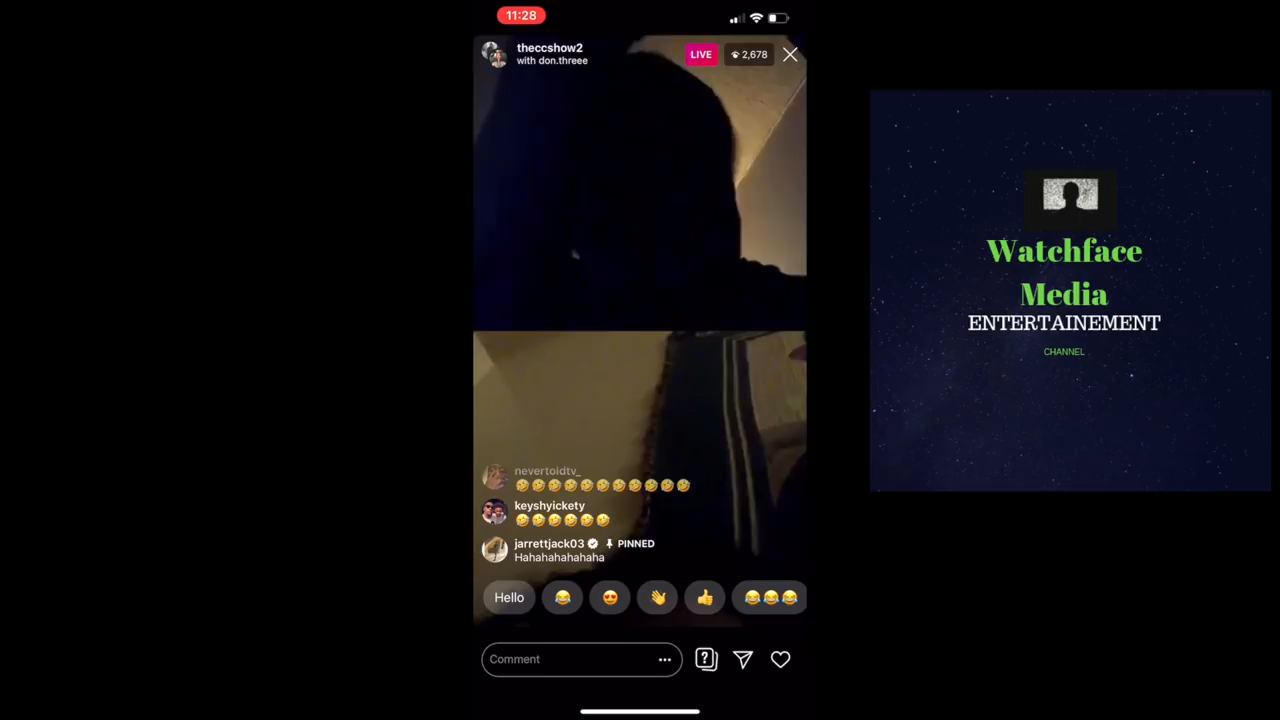 11:28
theccshow2
with don.threee
LIVE
2,678
nevertoldtv_
🤣🤣🤣🤣🤣🤣🤣🤣🤣🤣🤣
keyshyickety
🤣🤣🤣🤣🤣🤣
jarrettjack03 PINNED
Hahahahahahaha
Hello 😂 😍 👋 👍 😂😂😂
Comment
Watchface
Media
ENTERTAINEMENT
CHANNEL